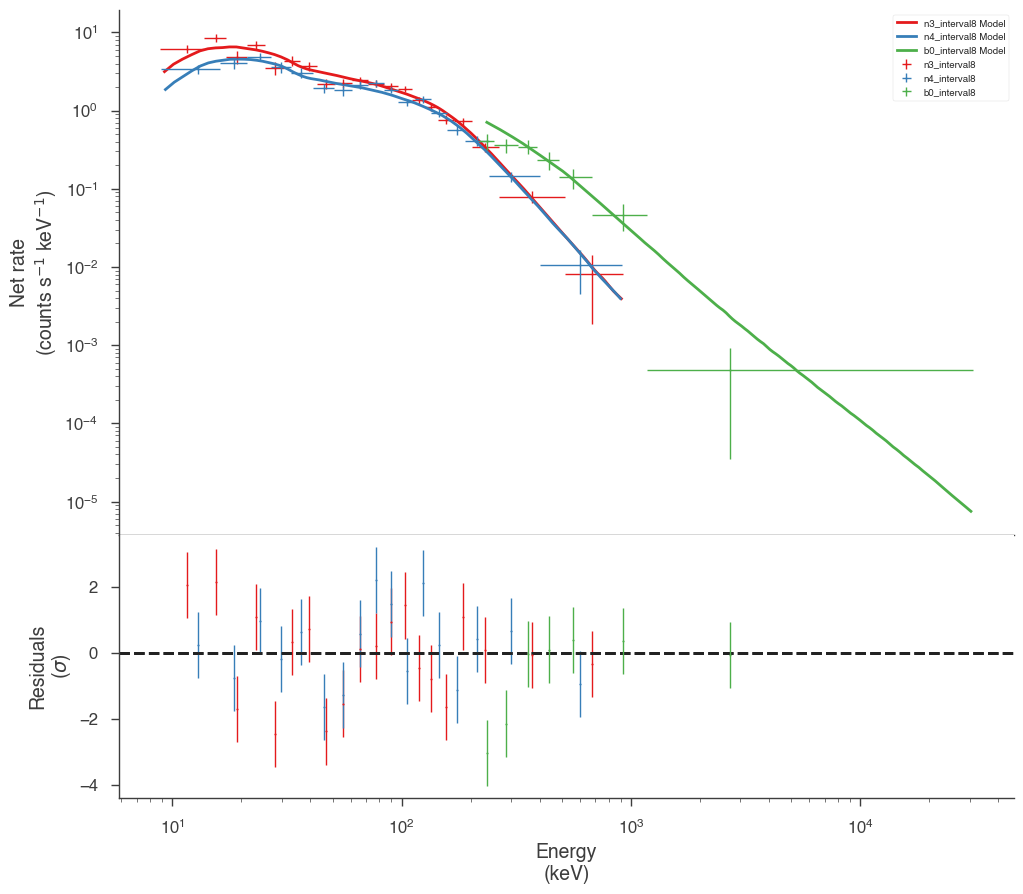 n3_interval8 Model
n4_interval8 Model
b0_interval8 Model
n3_interval8
n4_interval8
b0_interval8
Net rate
(counts s⁻¹ keV⁻¹)
10¹
10⁰
10⁻¹
10⁻²
10⁻³
10⁻⁴
10⁻⁵
Residuals
(σ)
2
0
−2
−4
10¹ 10² 10³ 10⁴
Energy
(keV)